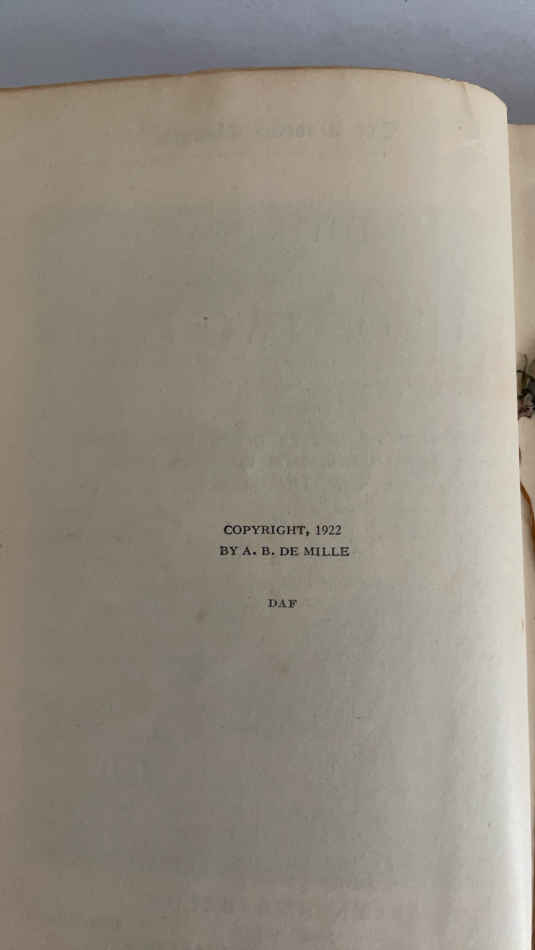 COPYRIGHT, 1922
BY A. B. DE MILLE
DAF